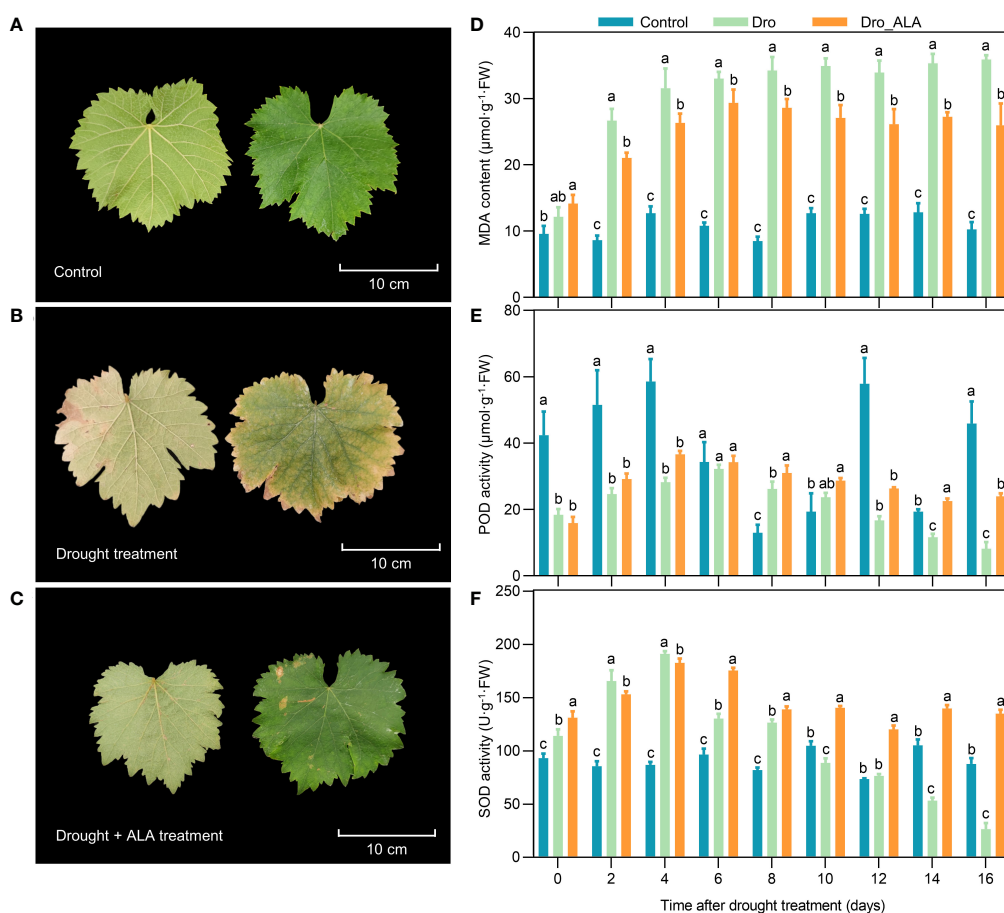 A
Control
10 cm
B
Drought treatment
10 cm
C
Drought + ALA treatment
10 cm
Control Dro Dro_ALA
D
MDA content (μmol·g⁻¹·FW)
40
30
20
10
0
b ab a
c a b
c a b
c a b
c a b
c a b
c a b
c a b
c a b
E
POD activity (μmol·g⁻¹·FW)
80
60
40
20
0
a b b
a b b
a c b
a a a
c b a
b ab a
a c b
b c a
a c b
F
SOD activity (U·g⁻¹·FW)
250
200
150
100
50
0
c b a
c a b
c a b
c b a
c b a
b c a
b b a
b c a
b c a
0 2 4 6 8 10 12 14 16
Time after drought treatment (days)